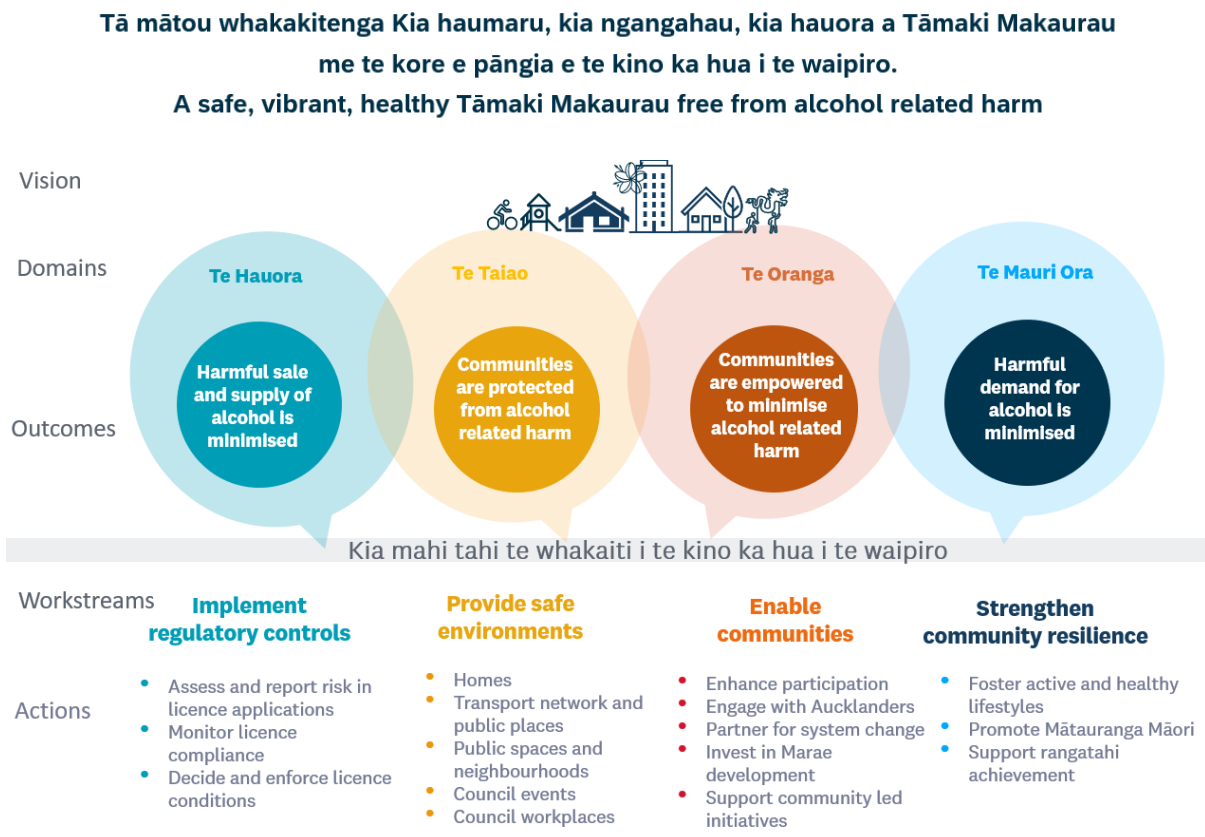 Tā mātou whakakitenga Kia haumaru, kia ngangahau, kia hauora a Tāmaki Makaurau
me te kore e pāngia e te kino ka hua i te waipiro.
A safe, vibrant, healthy Tāmaki Makaurau free from alcohol related harm
Vision
Domains
Te Hauora
Te Taiao
Te Oranga
Te Mauri Ora
Outcomes
Harmful sale
and supply of
alcohol is
minimised
Communities
are protected
from alcohol
related harm
Communities
are empowered
to minimise
alcohol related
harm
Harmful
demand for
alcohol is
minimised
Kia mahi tahi te whakaiti i te kino ka hua i te waipiro
Workstreams
Implement
regulatory controls
Provide safe
environments
Enable
communities
Strengthen
community resilience
Actions
• Assess and report risk in
licence applications
• Monitor licence
compliance
• Decide and enforce licence
conditions
• Homes
• Transport network and
public places
• Public spaces and
neighbourhoods
• Council events
• Council workplaces
• Enhance participation
• Engage with Aucklanders
• Partner for system change
• Invest in Marae
development
• Support community led
initiatives
• Foster active and healthy
lifestyles
• Promote Mātauranga Māori
• Support rangatahi
achievement